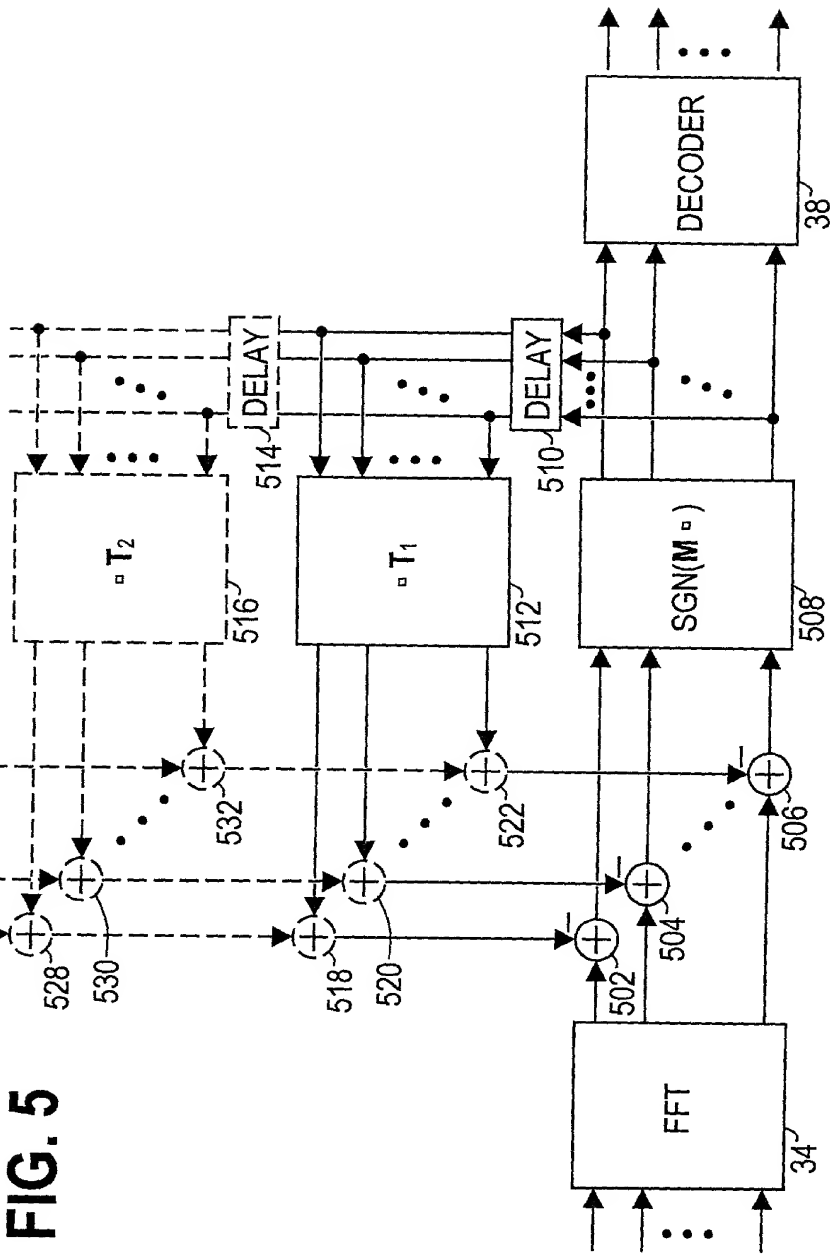 FIG. 5
528
530
532
▫ T2
516
DELAY
514
518
520
522
▫ T1
512
DELAY
510
FFT
34
502
504
506
SGN(M ▫ )
508
DECODER
38